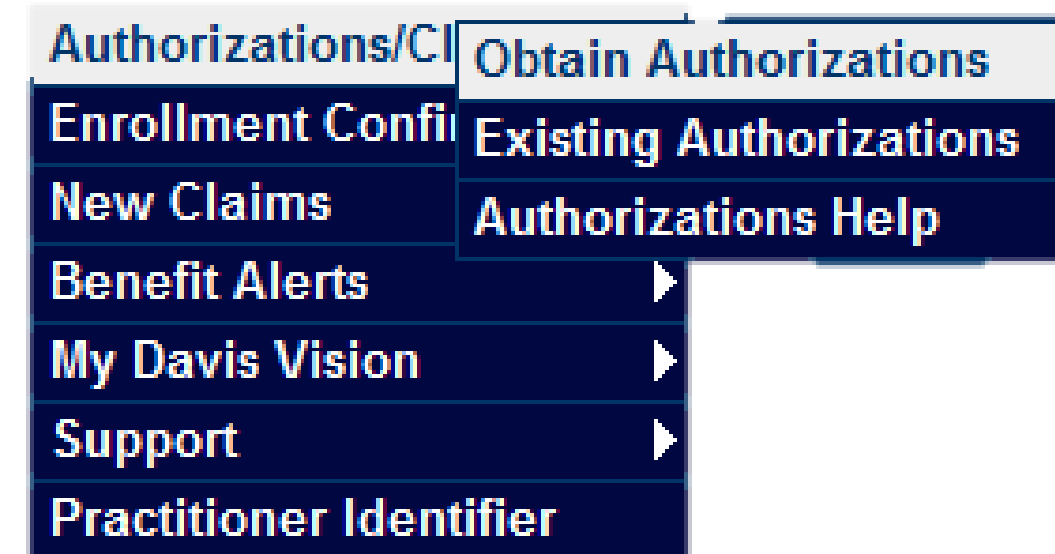 Authorizations/Cl
Enrollment Confi
New Claims
Benefit Alerts
My Davis Vision
Support
Practitioner Identifier
Obtain Authorizations
Existing Authorizations
Authorizations Help